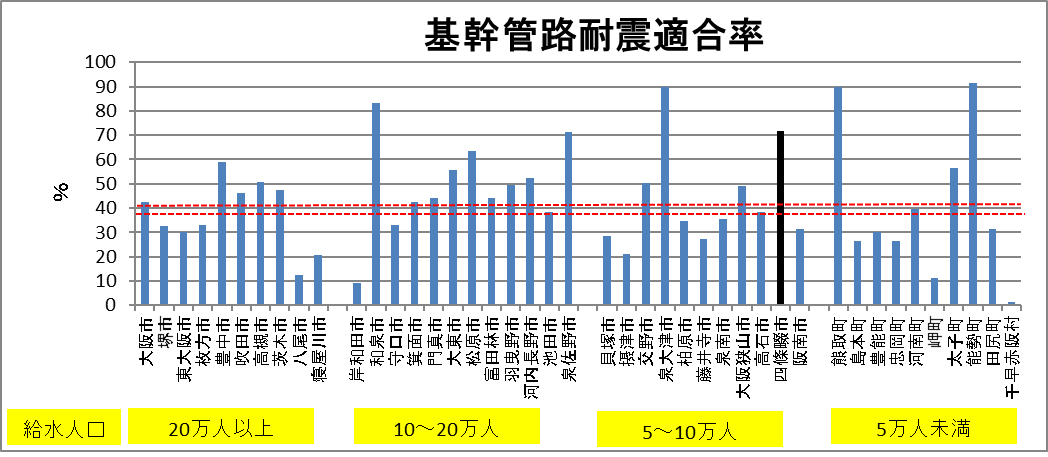 基幹管路耐震適合率
%
100
90
80
70
60
50
40
30
20
10
0
大阪市
堺市
東大阪市
枚方市
豊中市
吹田市
高槻市
茨木市
八尾市
寝屋川市
岸和田市
和泉市
守口市
箕面市
門真市
大東市
松原市
富田林市
羽曳野市
河内長野市
池田市
泉佐野市
貝塚市
摂津市
交野市
泉大津市
柏原市
藤井寺市
泉南市
大阪狭山市
高石市
四條畷市
阪南市
熊取町
島本町
豊能町
忠岡町
河南町
岬町
太子町
能勢町
田尻町
千早赤阪村
給水人口
20万人以上
10～20万人
5～10万人
5万人未満